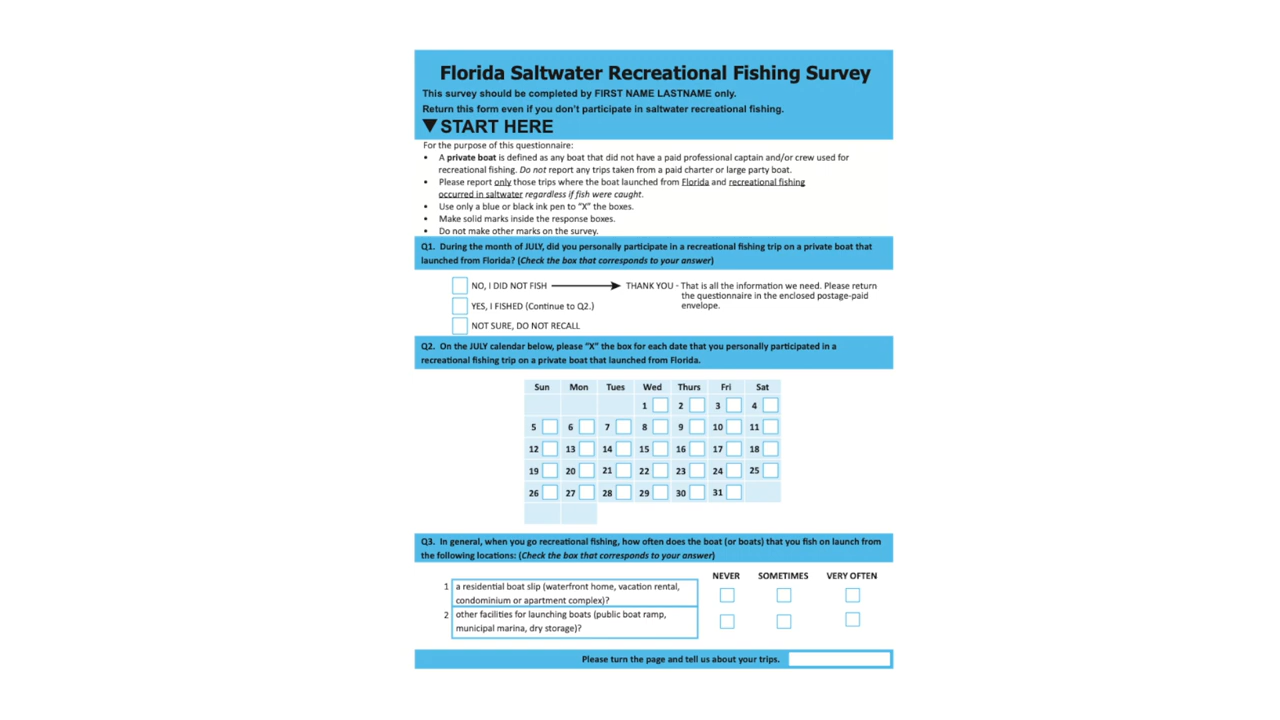 Florida Saltwater Recreational Fishing Survey
This survey should be completed by FIRST NAME LASTNAME only.
Return this form even if you don't participate in saltwater recreational fishing.
▼START HERE
For the purpose of this questionnaire:
• A private boat is defined as any boat that did not have a paid professional captain and/or crew used for
recreational fishing. Do not report any trips taken from a paid charter or large party boat.
• Please report only those trips where the boat launched from Florida and recreational fishing
occurred in saltwater regardless if fish were caught.
• Use only a blue or black ink pen to “X” the boxes.
• Make solid marks inside the response boxes.
• Do not make other marks on the survey.
Q1. During the month of JULY, did you personally participate in a recreational fishing trip on a private boat that
launched from Florida? (Check the box that corresponds to your answer)
NO, I DID NOT FISH THANK YOU - That is all the information we need. Please return
the questionnaire in the enclosed postage-paid
envelope.
YES, I FISHED (Continue to Q2.)
NOT SURE, DO NOT RECALL
Q2. On the JULY calendar below, please “X” the box for each date that you personally participated in a
recreational fishing trip on a private boat that launched from Florida.
Sun Mon Tues Wed Thurs Fri Sat
1 2 3 4
5 6 7 8 9 10 11
12 13 14 15 16 17 18
19 20 21 22 23 24 25
26 27 28 29 30 31
Q3. In general, when you go recreational fishing, how often does the boat (or boats) that you fish on launch from
the following locations: (Check the box that corresponds to your answer)
NEVER SOMETIMES VERY OFTEN
1 a residential boat slip (waterfront home, vacation rental,
condominium or apartment complex)?
2 other facilities for launching boats (public boat ramp,
municipal marina, dry storage)?
Please turn the page and tell us about your trips.